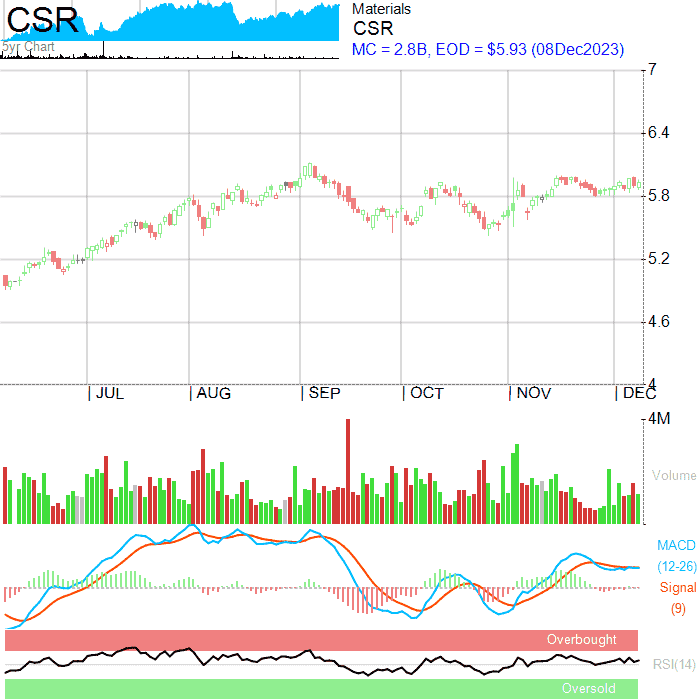 CSR
5yr Chart
Materials
CSR
MC = 2.8B, EOD = $5.93 (08Dec2023)
7
6.4
5.8
5.2
4.6
4
JUL AUG SEP OCT NOV DEC
4M
Volume
MACD
(12-26)
Signal
(9)
Overbought
RSI(14)
Oversold